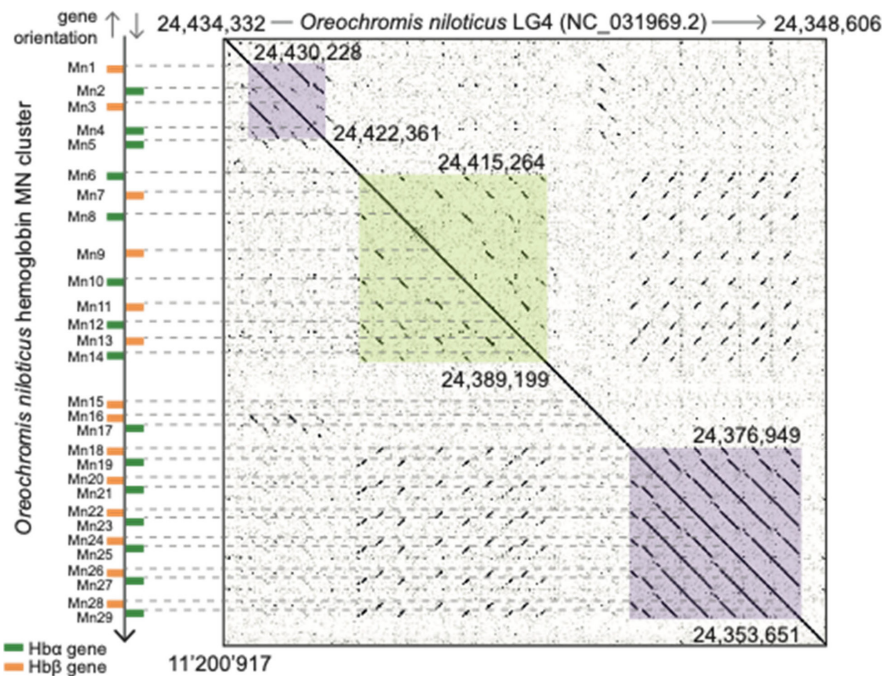 gene
orientation
24,434,332 — Oreochromis niloticus LG4 (NC_031969.2) → 24,348,606
Oreochromis niloticus hemoglobin MN cluster
24,430,228
24,422,361
24,415,264
24,389,199
24,376,949
24,353,651
Mn1
Mn2
Mn3
Mn4
Mn5
Mn6
Mn7
Mn8
Mn9
Mn10
Mn11
Mn12
Mn13
Mn14
Mn15
Mn16
Mn17
Mn18
Mn19
Mn20
Mn21
Mn22
Mn23
Mn24
Mn25
Mn26
Mn27
Mn28
Mn29
Hbα gene
Hbβ gene
11'200'917